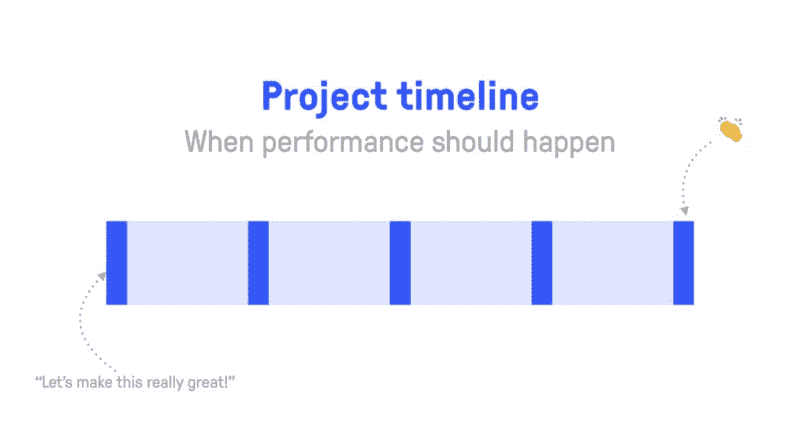 Project timeline
When performance should happen
“Let’s make this really great!”